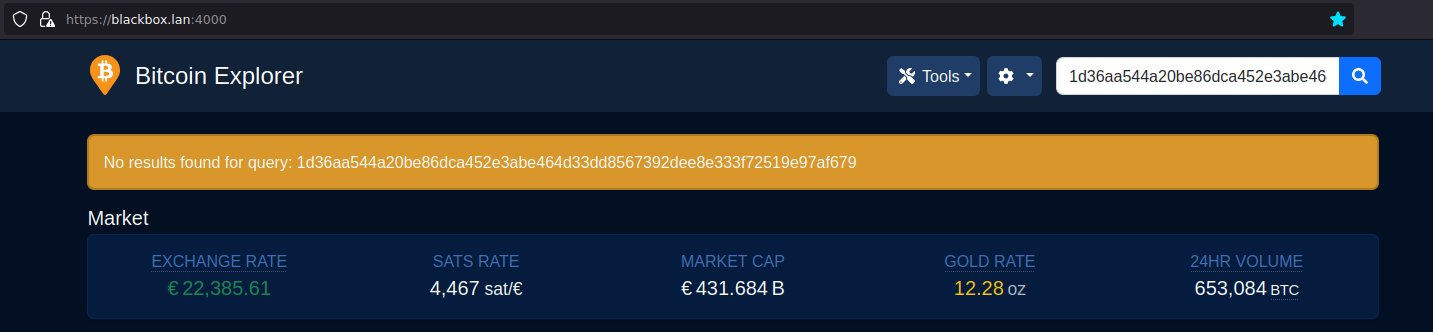 https://blackbox.lan:4000
Bitcoin Explorer
Tools
1d36aa544a20be86dca452e3abe46
No results found for query: 1d36aa544a20be86dca452e3abe464d33dd8567392dee8e333f72519e97af679
Market
EXCHANGE RATE SATS RATE MARKET CAP GOLD RATE 24HR VOLUME
€ 22,385.61 4,467 sat/€ € 431.684 B 12.28 OZ 653,084 BTC